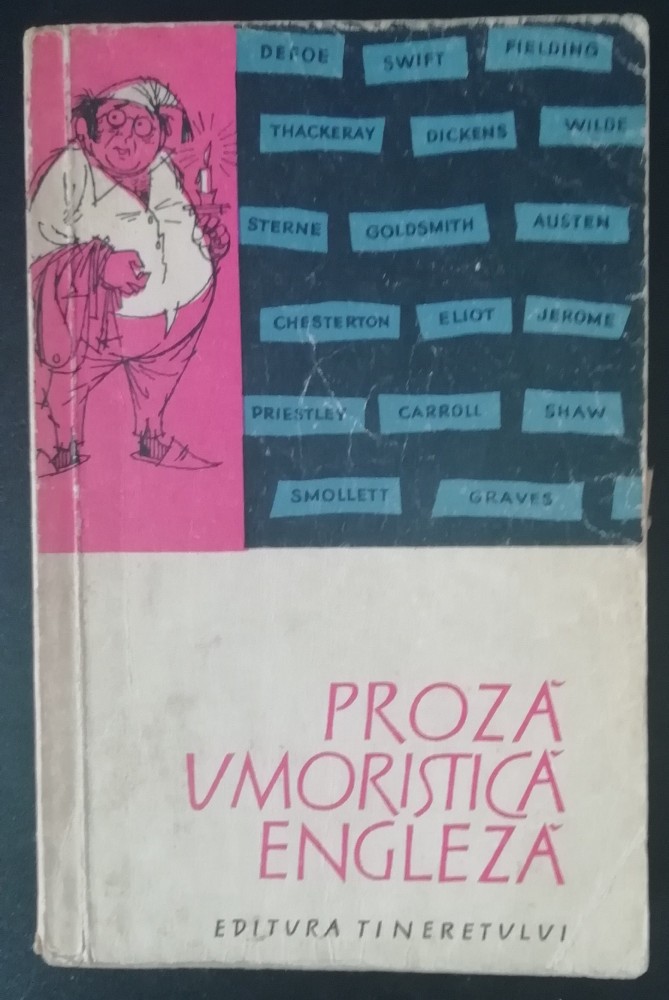 DEFOE SWIFT FIELDING
THACKERAY DICKENS WILDE
STERNE GOLDSMITH AUSTEN
CHESTERTON ELIOT JEROME
PRIESTLEY CARROLL SHAW
SMOLLETT GRAVES
PROZĂ
UMORISTICĂ
ENGLEZĂ
EDITURA TINERETULUI